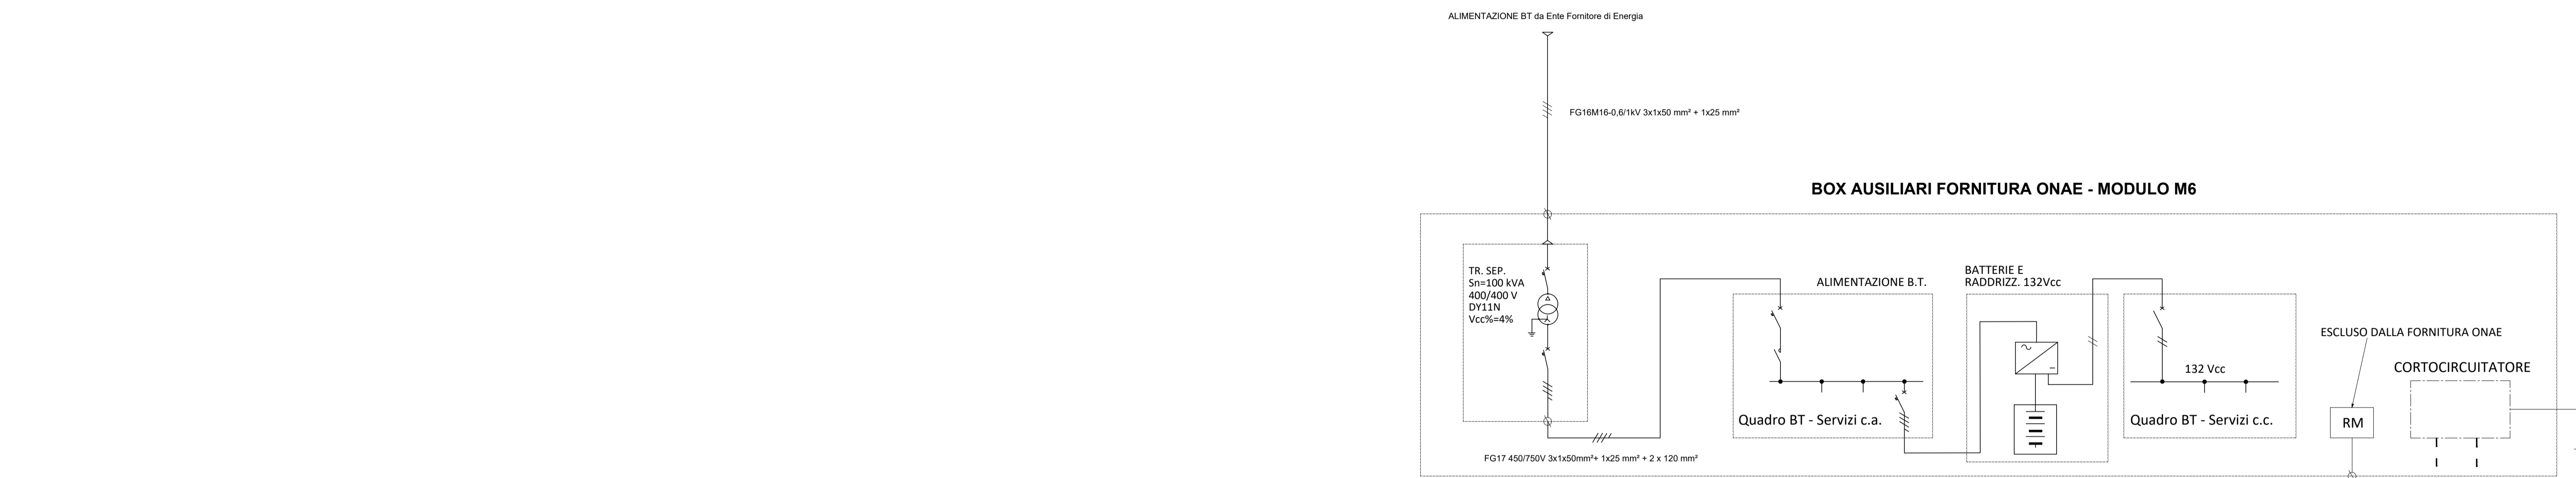 ALIMENTAZIONE BT da Ente Fornitore di Energia
FG16M16-0,6/1kV 3x1x50 mm² + 1x25 mm²
BOX AUSILIARI FORNITURA ONAE - MODULO M6
TR. SEP.
Sn=100 kVA
400/400 V
DY11N
Vcc%=4%
ALIMENTAZIONE B.T.
BATTERIE E
RADDRIZZ. 132Vcc
ESCLUSO DALLA FORNITURA ONAE
CORTOCIRCUITATORE
132 Vcc
Quadro BT - Servizi c.a.
Quadro BT - Servizi c.c.
RM
FG17 450/750V 3x1x50mm²+ 1x25 mm² + 2 x 120 mm²